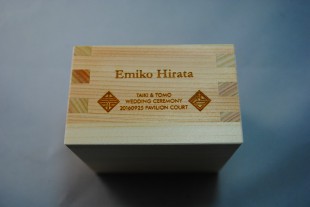 Emiko Hirata
TAIKI & TOMO
WEDDING CEREMONY
20160925 PAVILION COURT